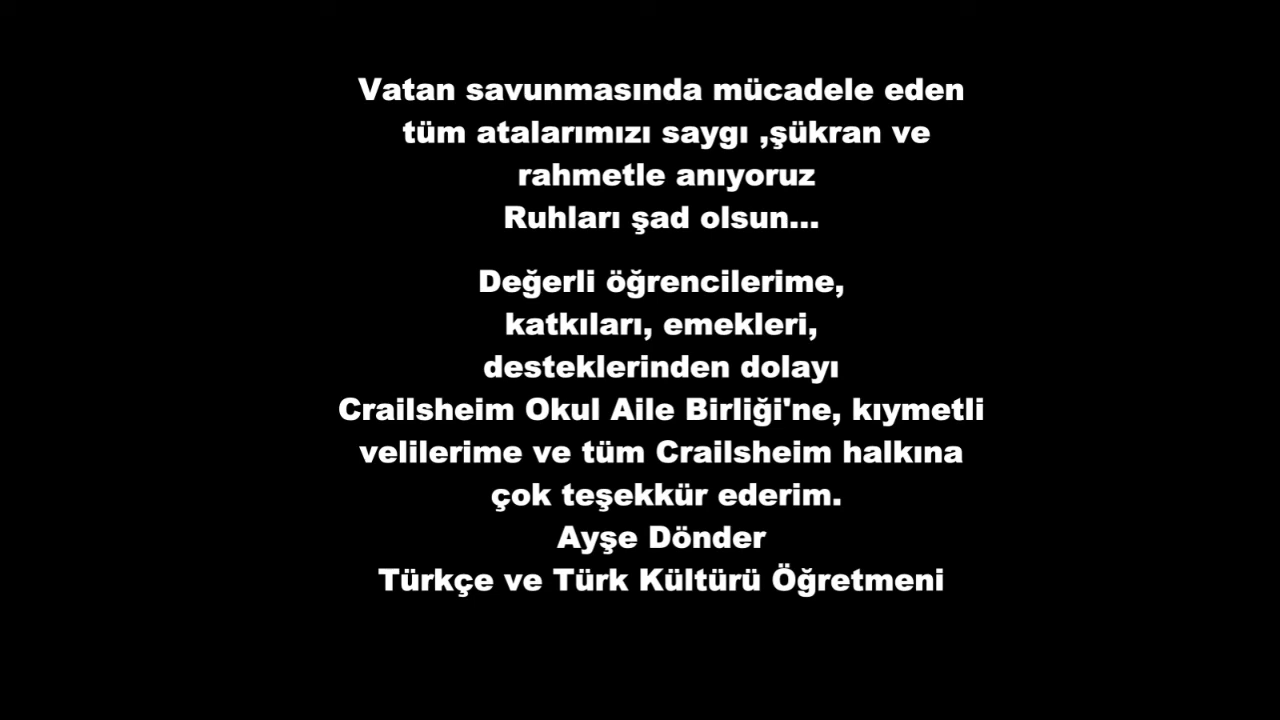 Vatan savunmasında mücadele eden
tüm atalarımızı saygı ,şükran ve
rahmetle anıyoruz
Ruhları şad olsun...
Değerli öğrencilerime,
katkıları, emekleri,
desteklerinden dolayı
Crailsheim Okul Aile Birliği'ne, kıymetli
velilerime ve tüm Crailsheim halkına
çok teşekkür ederim.
Ayşe Dönder
Türkçe ve Türk Kültürü Öğretmeni